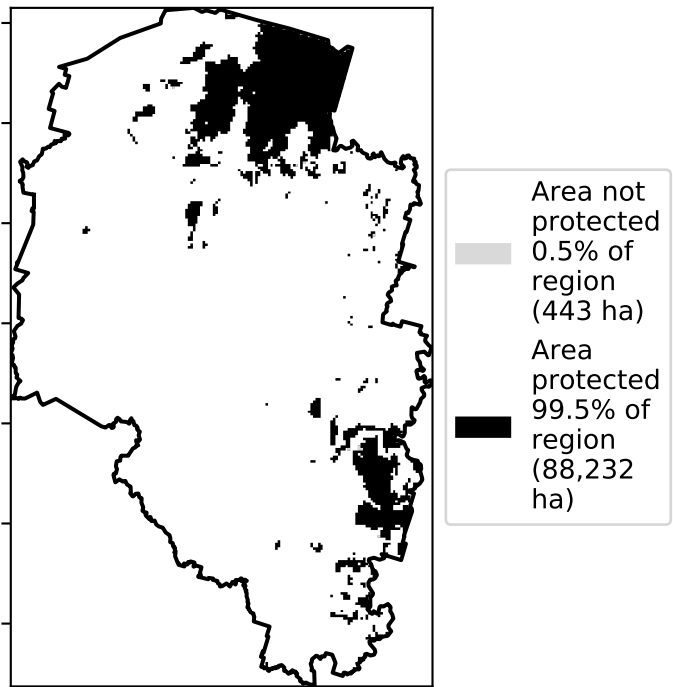 Area not
protected
0.5% of
region
(443 ha)
Area
protected
99.5% of
region
(88,232
ha)